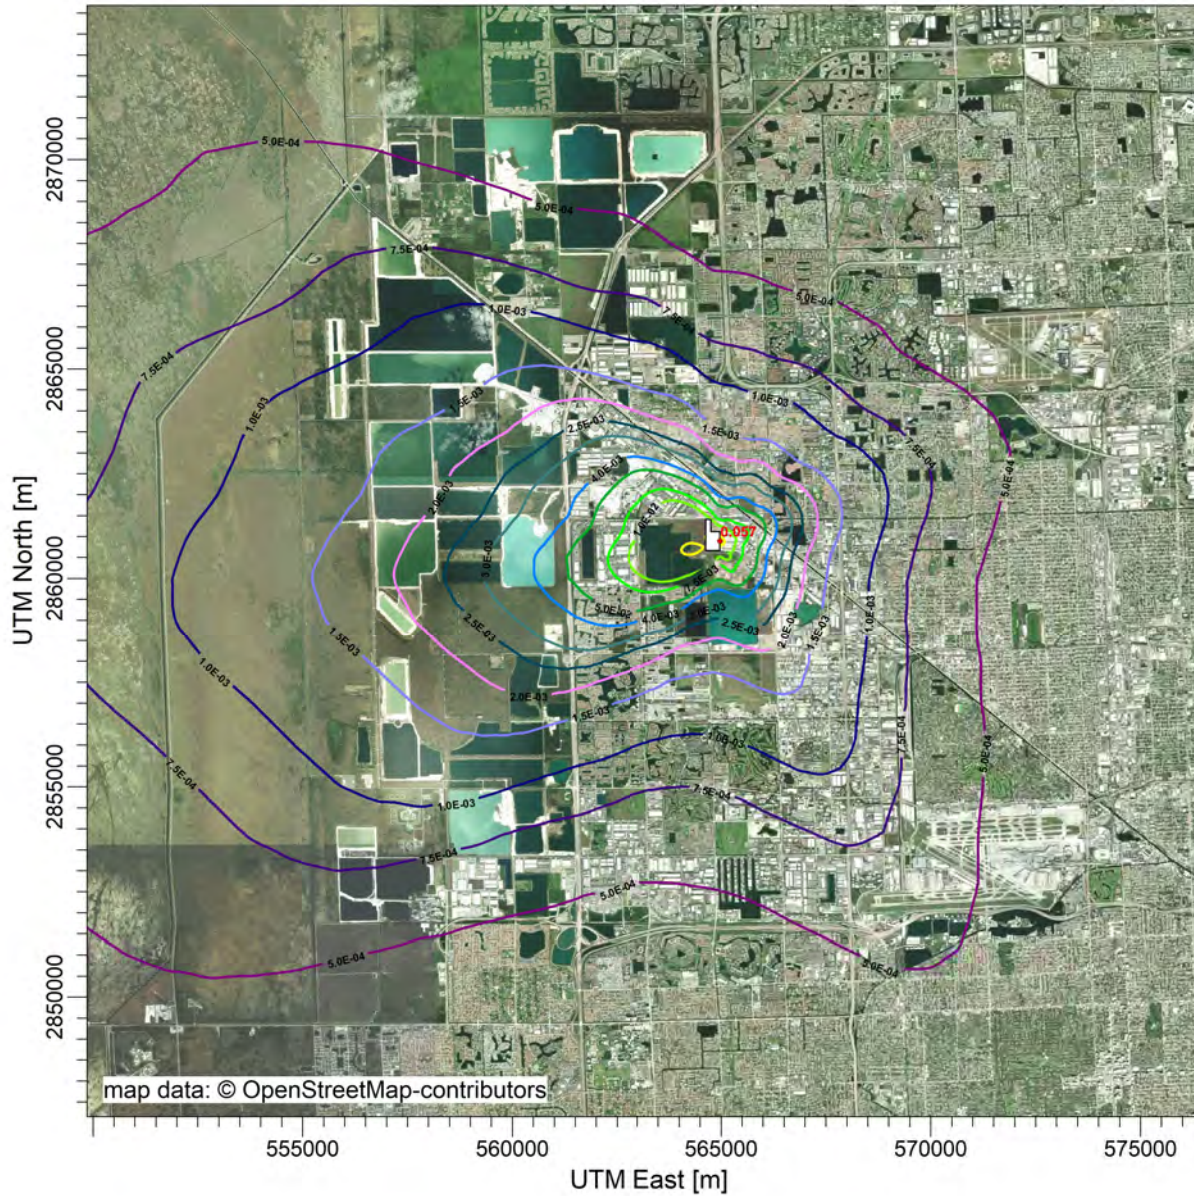 5.0E-04
2870000
5.0E-04
7.5E-04
5.0E-04
1.0E-03
7.5E-04
2865000
7.5E-04
1.5E-03
1.0E-03
1.0E-03
2.5E-03
1.5E-03
7.5E-04
5.0E-04
4.0E-03
2.0E-03
1.0E-02
0.057
3.0E-03
UTM North [m]
2860000
7.5E-03
5.0E-02
4.0E-03
3.0E-03
2.5E-03
2.5E-03
2.0E-03
1.5E-03
1.0E-03
1.0E-03
2.0E-03
1.5E-03
1.0E-03
7.5E-04
5.0E-04
7.5E-04
7.5E-04
1.0E-03
2855000
7.5E-04
5.0E-04
5.0E-04
5.0E-04
2850000
map data: © OpenStreetMap-contributors
555000 560000 565000 570000 575000
UTM East [m]